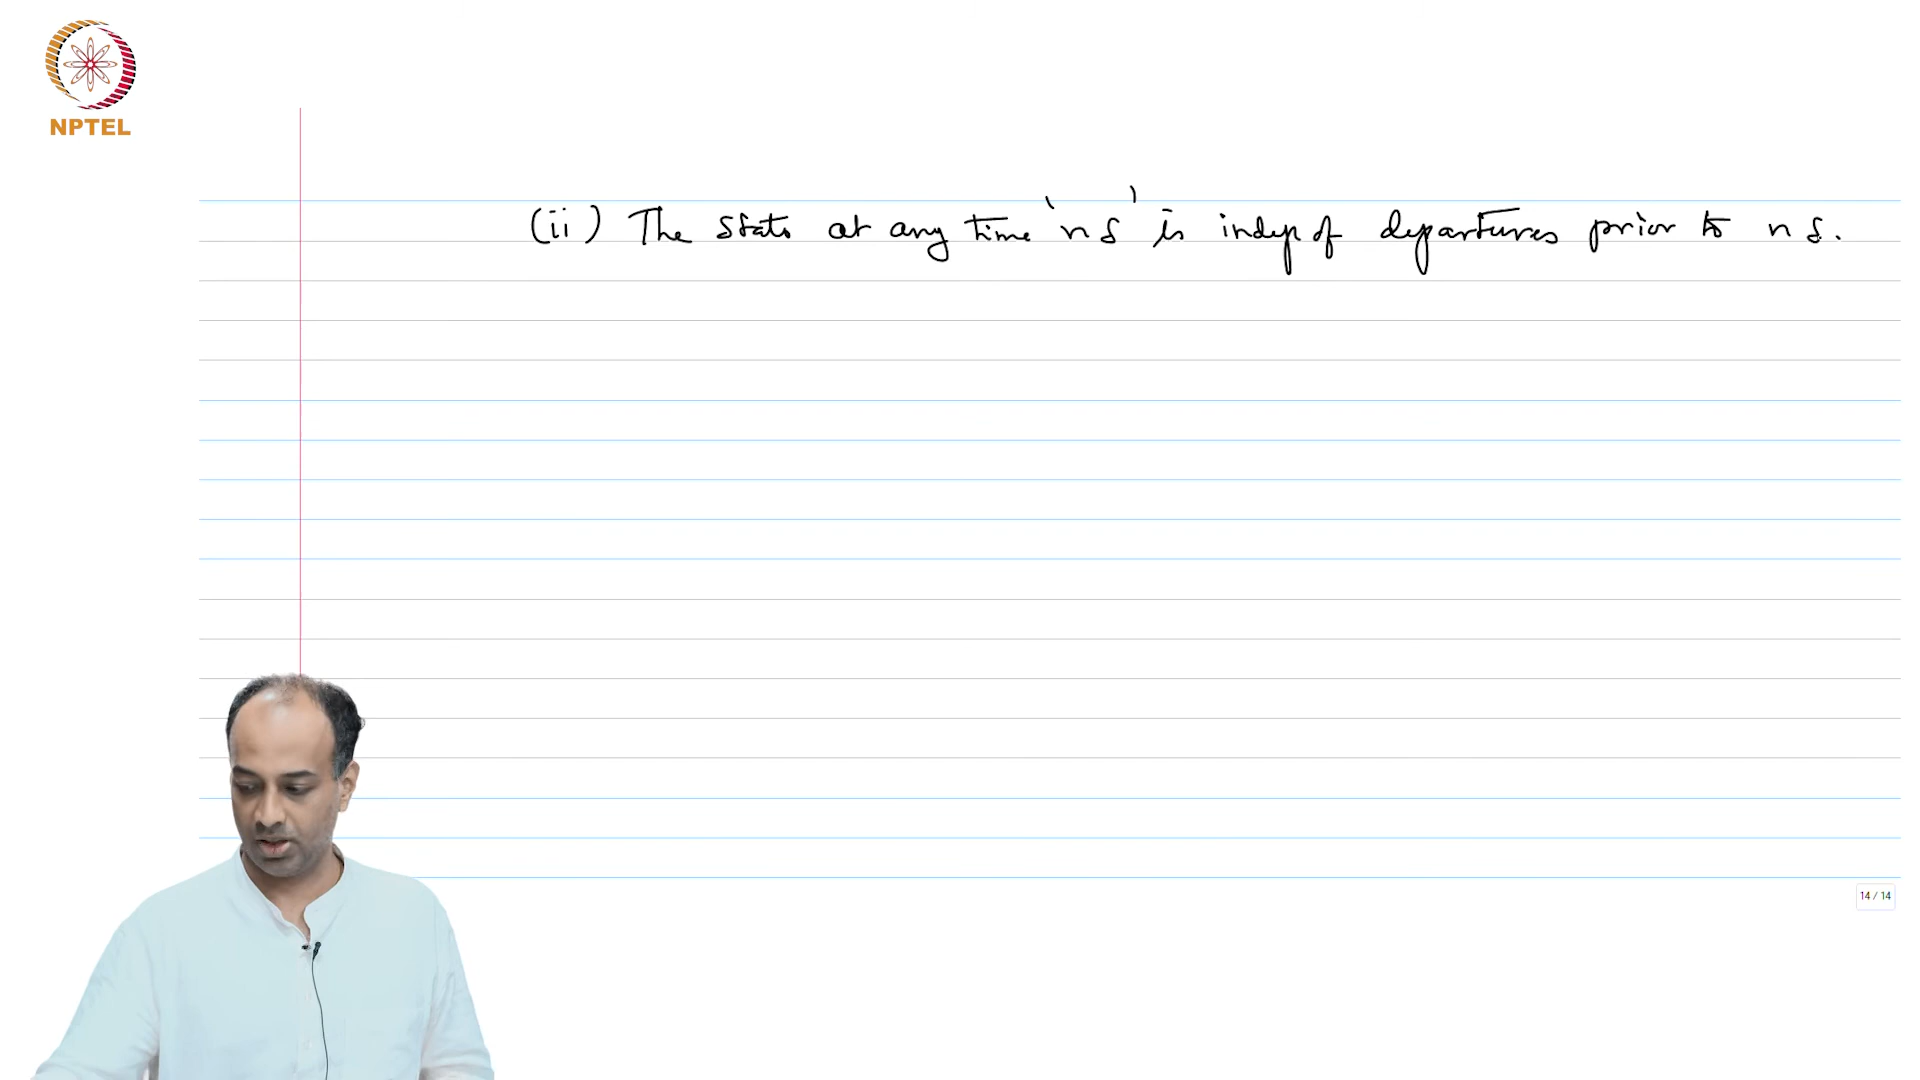 NPTEL
(ii) The state at any time 'nδ' is indep of departures prior to nδ.
14 / 14